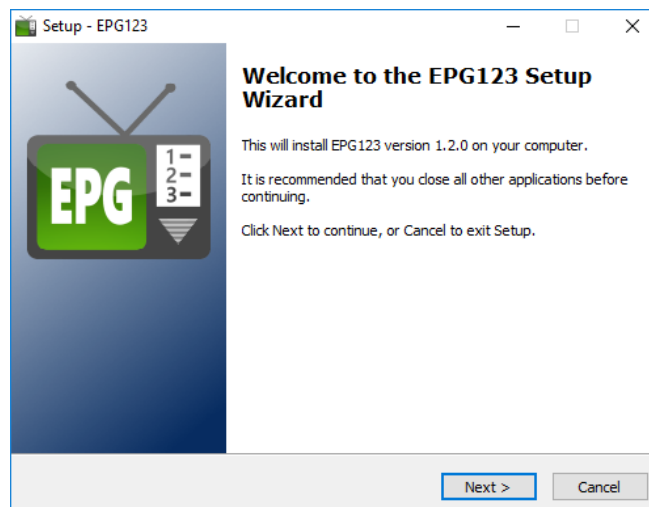 Setup - EPG123
Welcome to the EPG123 Setup
Wizard
This will install EPG123 version 1.2.0 on your computer.
It is recommended that you close all other applications before
continuing.
Click Next to continue, or Cancel to exit Setup.
EPG
1-
2-
3-
Next >
Cancel